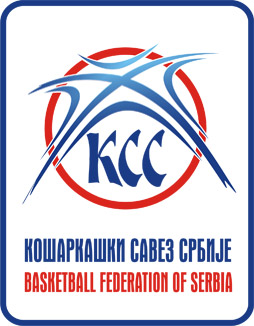 КСС
КОШАРКАШКИ САВЕЗ СРБИЈЕ
BASKETBALL FEDERATION OF SERBIA